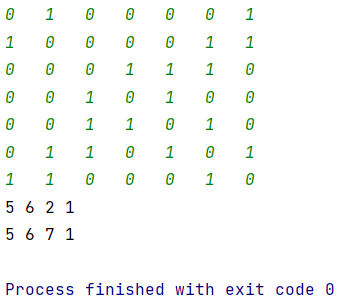 0 1 0 0 0 0 1
1 0 0 0 0 1 1
0 0 0 1 1 1 0
0 0 1 0 1 0 0
0 0 1 1 0 1 0
0 1 1 0 1 0 1
1 1 0 0 0 1 0
5 6 2 1
5 6 7 1
Process finished with exit code 0